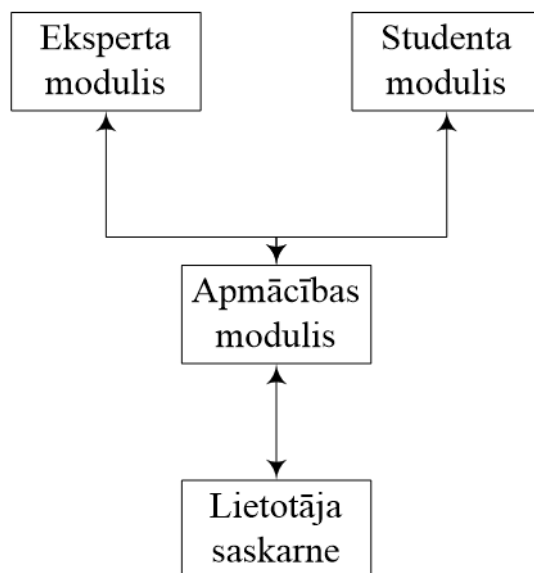 Eksperta
modulis
Studenta
modulis
Apmācības
modulis
Lietotāja
saskarne